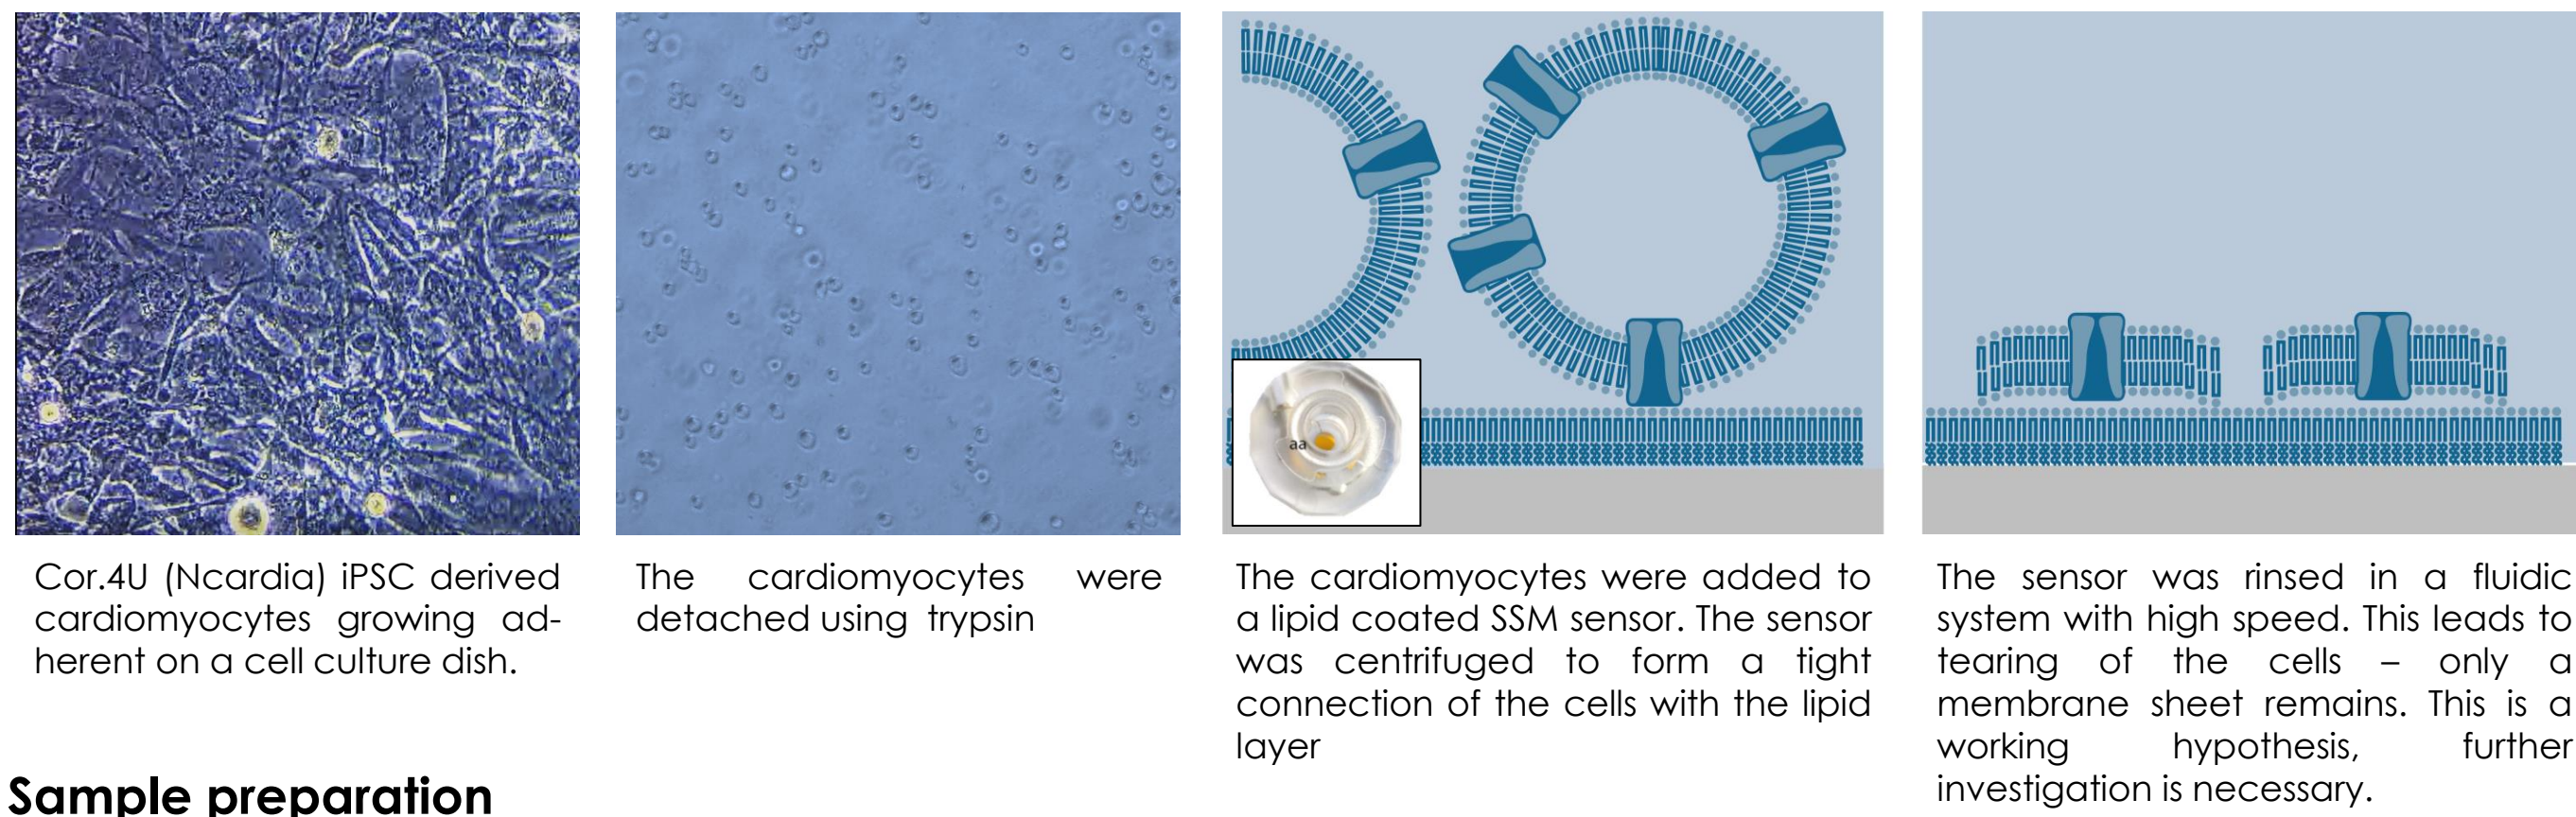 aa
Cor.4U (Ncardia) iPSC derived
cardiomyocytes growing ad-
herent on a cell culture dish.
The cardiomyocytes were
detached using trypsin
The cardiomyocytes were added to
a lipid coated SSM sensor. The sensor
was centrifuged to form a tight
connection of the cells with the lipid
layer
The sensor was rinsed in a fluidic
system with high speed. This leads to
tearing of the cells – only a
membrane sheet remains. This is a
working hypothesis, further
investigation is necessary.
Sample preparation